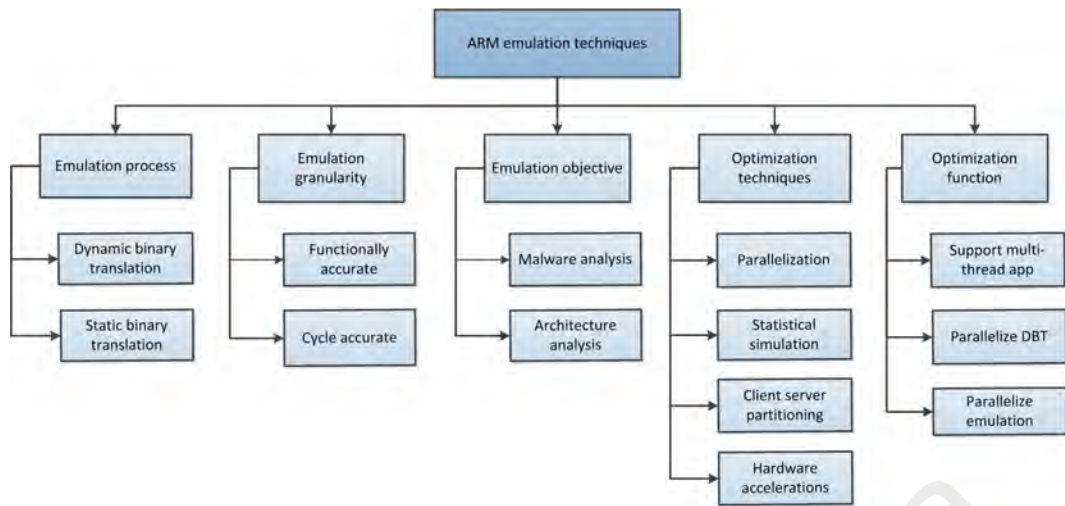 ARM emulation techniques
Emulation process
Emulation
granularity
Emulation objective
Optimization
techniques
Optimization
function
Dynamic binary
translation
Functionally
accurate
Malware analysis
Parallelization
Support multi-
thread app
Static binary
translation
Cycle accurate
Architecture
analysis
Statistical
simulation
Parallelize DBT
Client server
partitioning
Parallelize
emulation
Hardware
accelerations